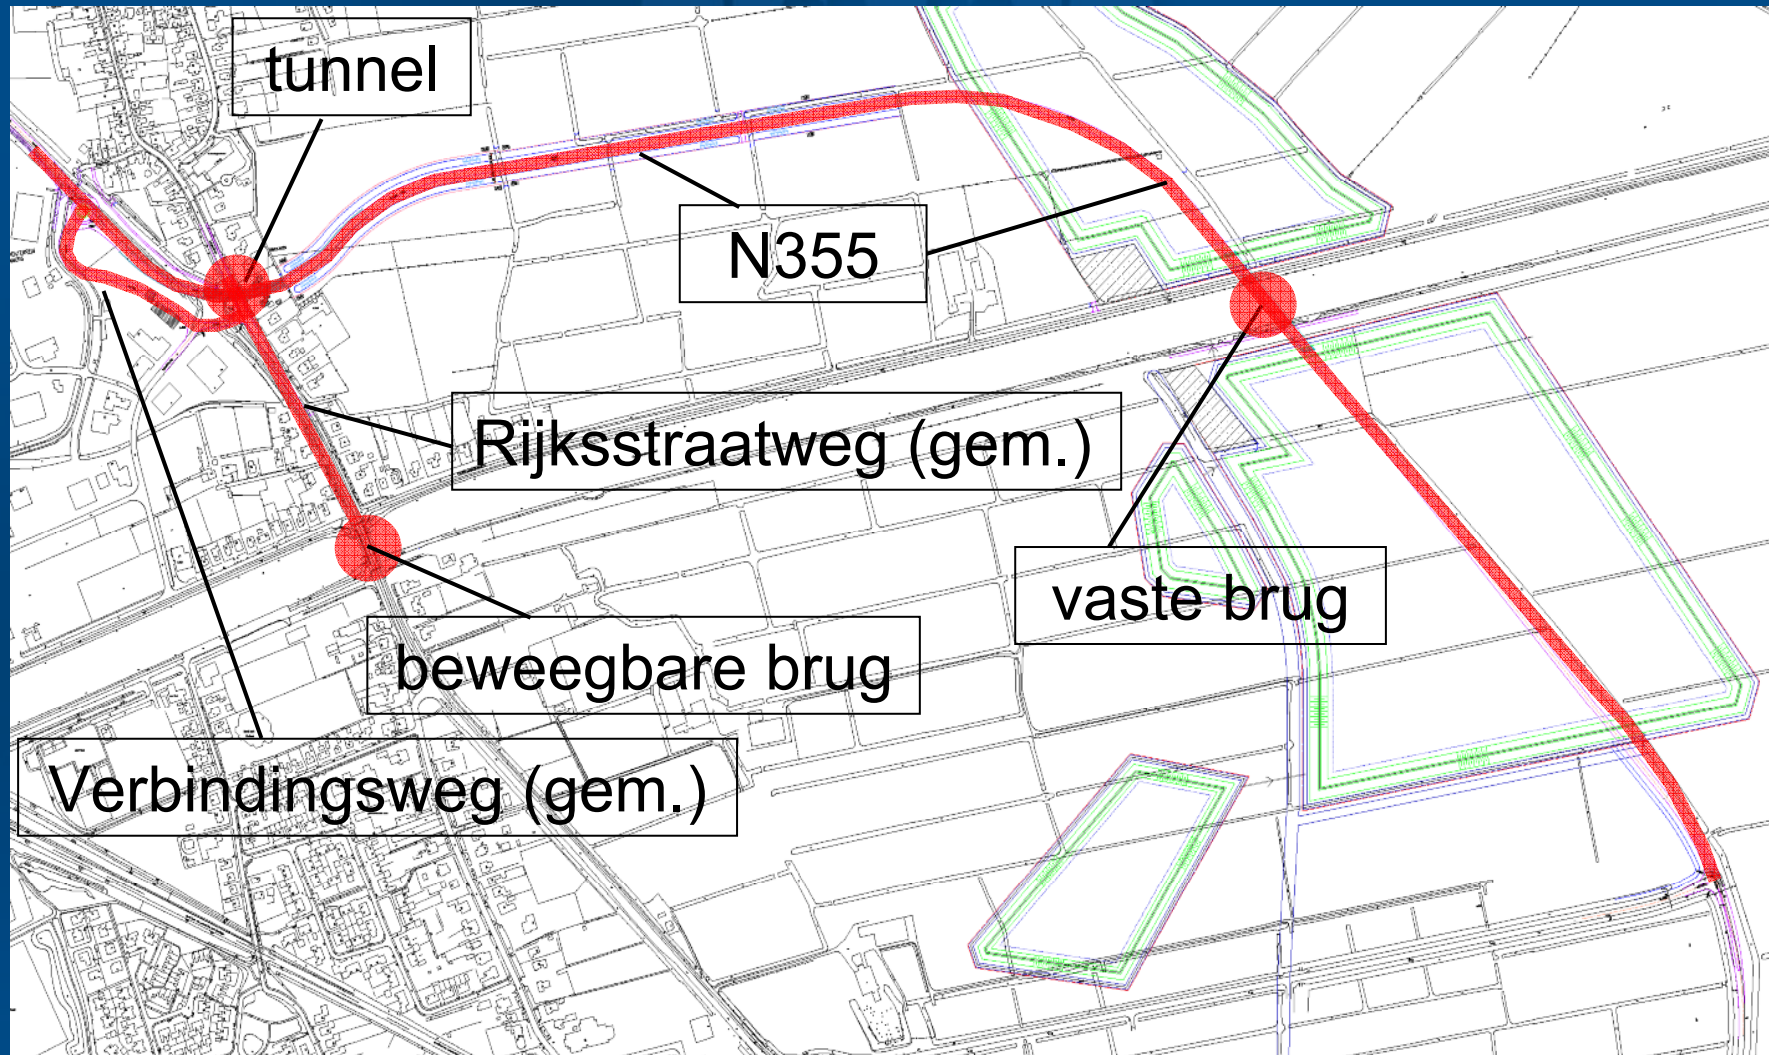 tunnel
N355
Rijksstraatweg (gem.)
vaste brug
beweegbare brug
Verbindingsweg (gem.)